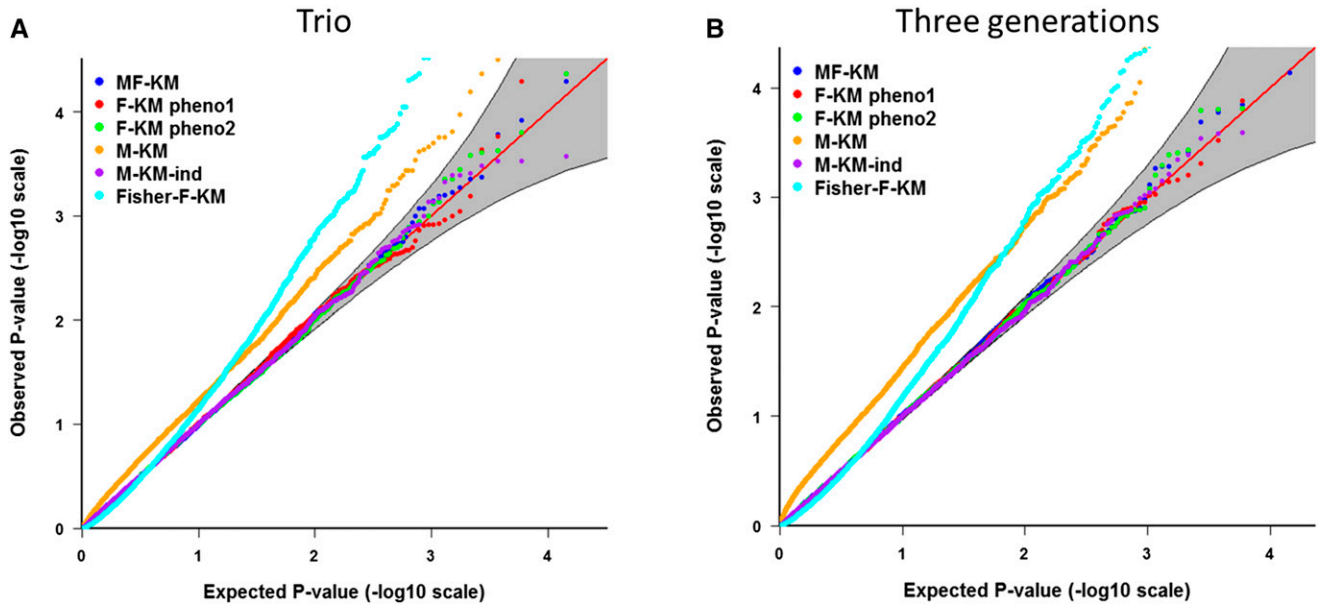 A
Trio
MF-KM
F-KM pheno1
F-KM pheno2
M-KM
M-KM-ind
Fisher-F-KM
4
3
2
1
0
Observed P-value (-log10 scale)
0 1 2 3 4
Expected P-value (-log10 scale)
B
Three generations
MF-KM
F-KM pheno1
F-KM pheno2
M-KM
M-KM-ind
Fisher-F-KM
4
3
2
1
0
Observed P-value (-log10 scale)
0 1 2 3 4
Expected P-value (-log10 scale)